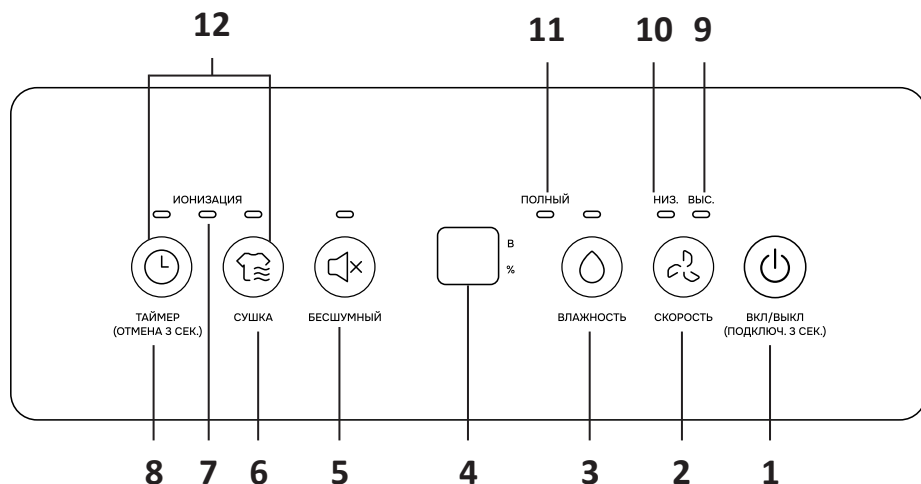 12
11
10
9
ИОНИЗАЦИЯ
ПОЛНЫЙ
НИЗ.
ВЫС.
В
%
ТАЙМЕР
(ОТМЕНА 3 СЕК.)
СУШКА
БЕСШУМНЫЙ
ВЛАЖНОСТЬ
СКОРОСТЬ
ВКЛ/ВЫКЛ
(ПОДКЛЮЧ. 3 СЕК.)
8
7
6
5
4
3
2
1